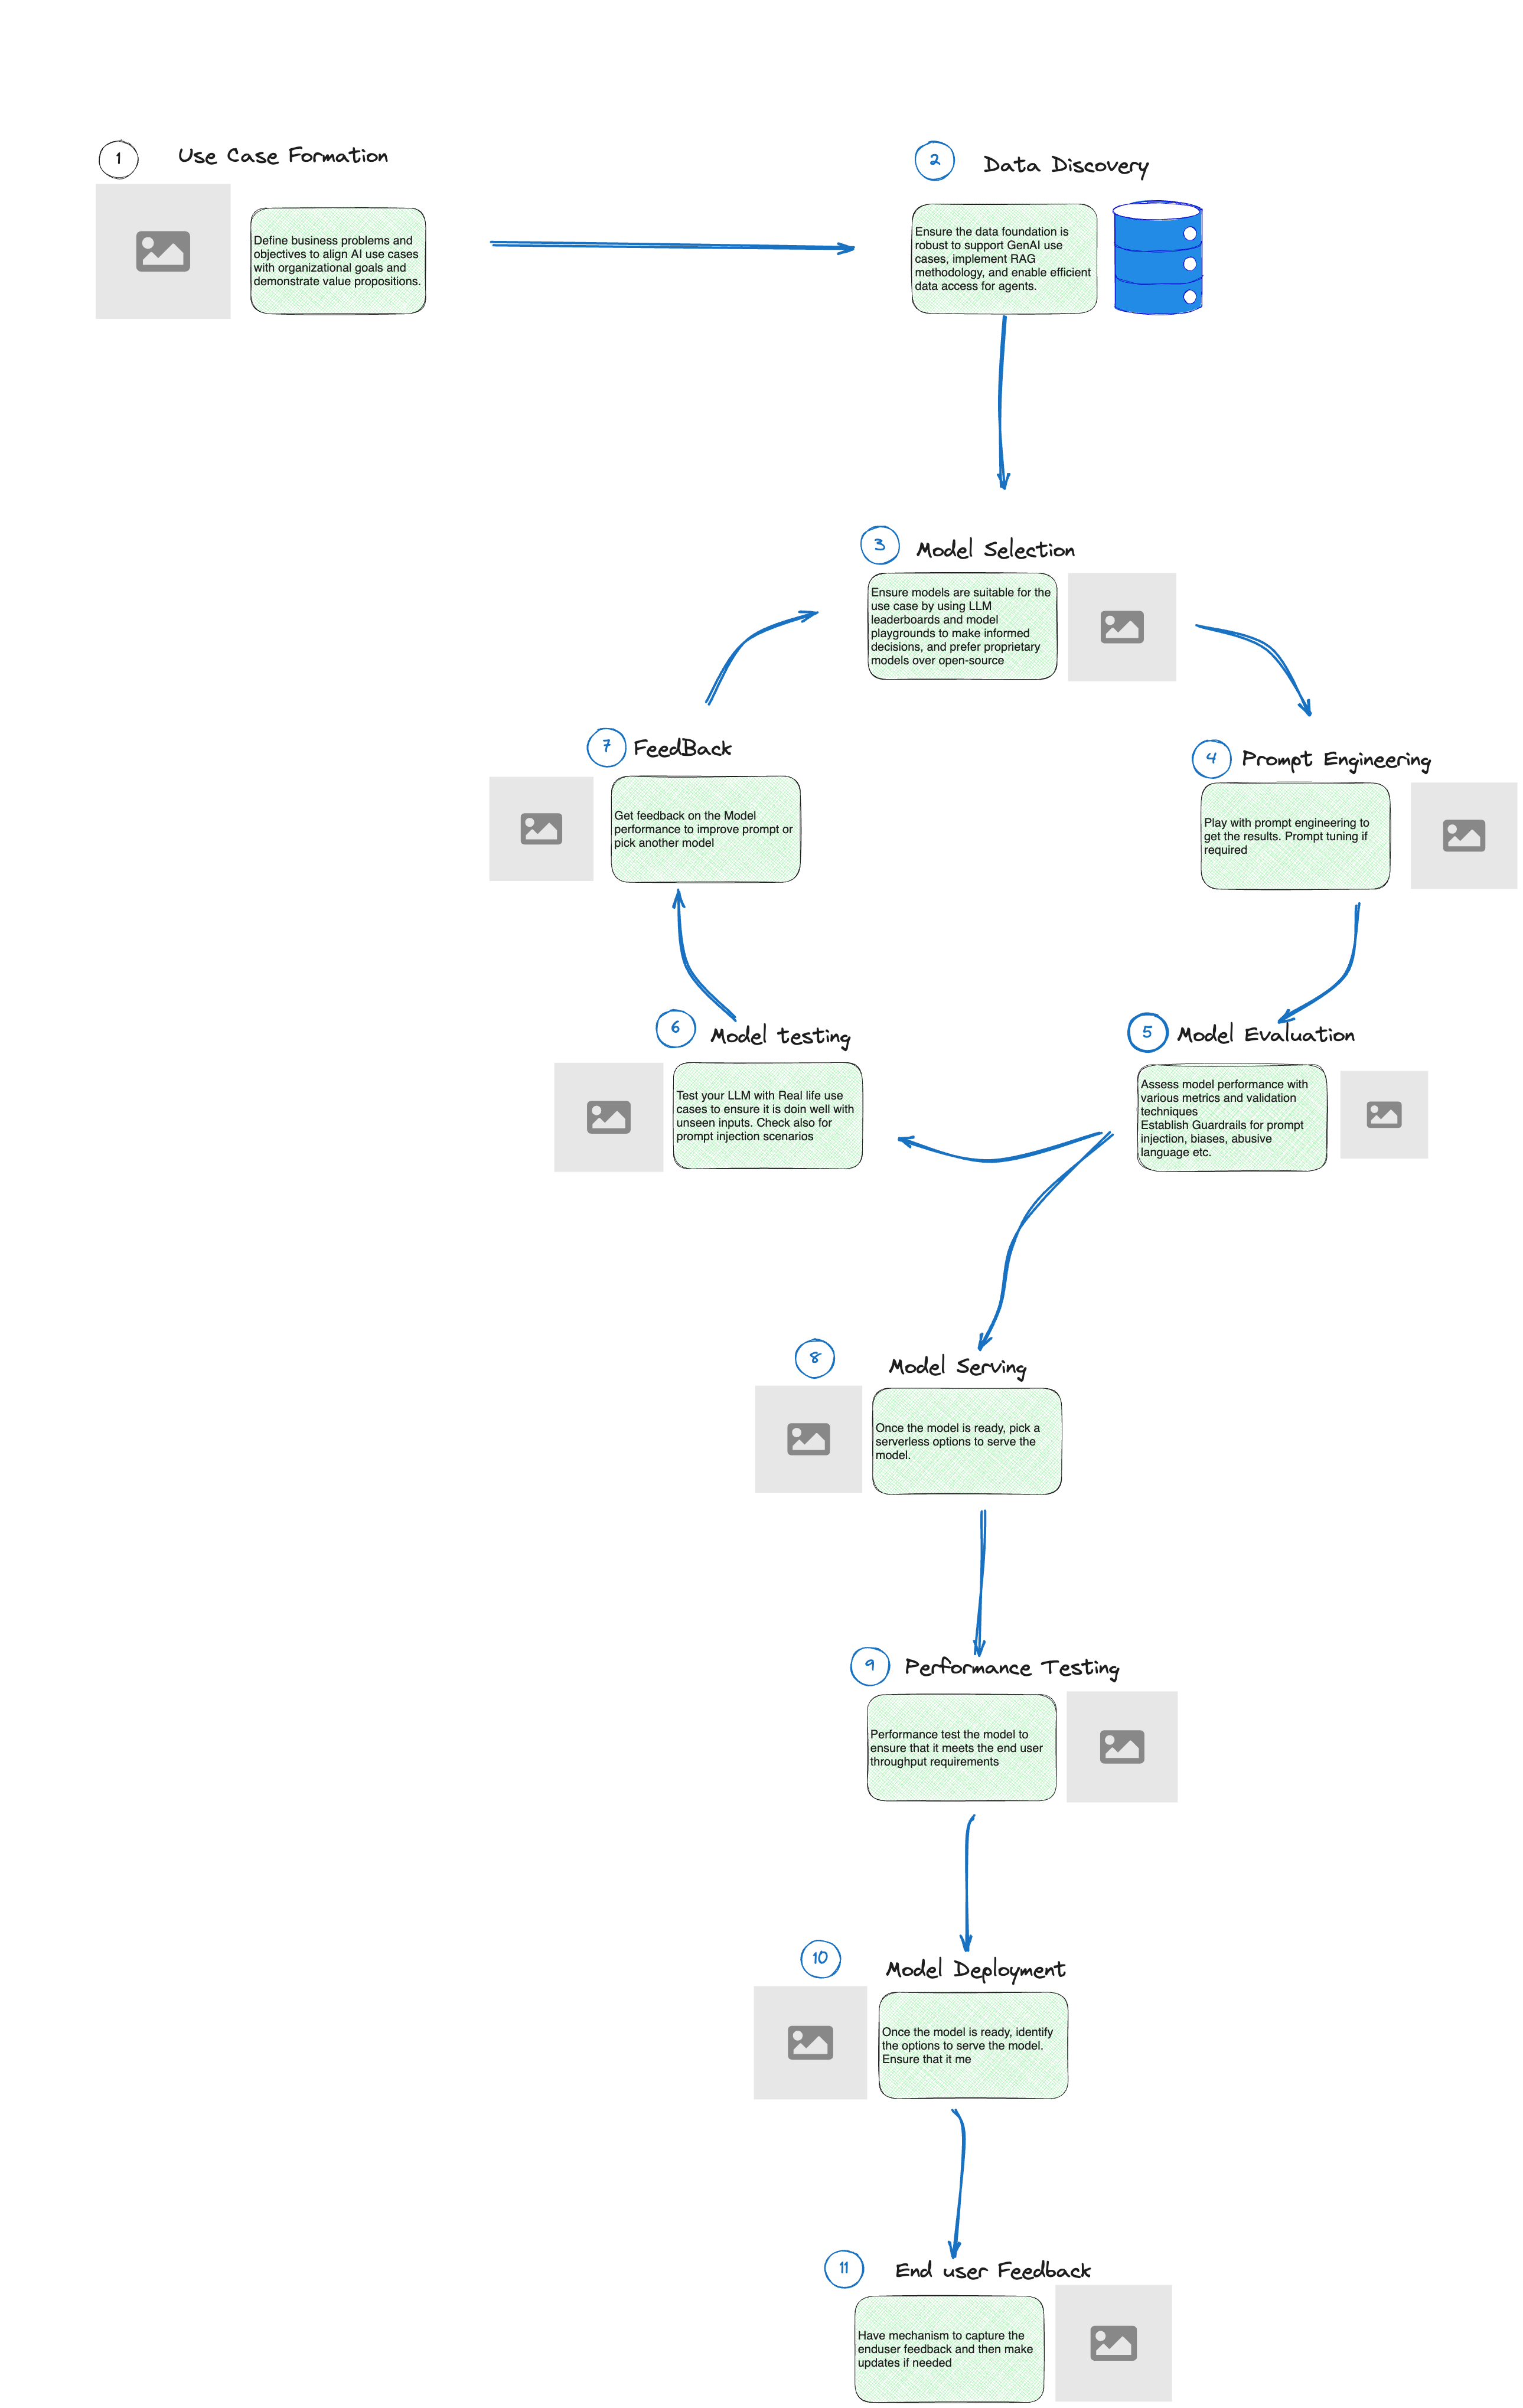 1
Use Case Formation
Define business problems and
objectives to align AI use cases
with organizational goals and
demonstrate value propositions.
2
Data Discovery
Ensure the data foundation is
robust to support GenAI use
cases, implement RAG
methodology, and enable efficient
data access for agents.
3
Model Selection
Ensure models are suitable for the
use case by using LLM
leaderboards and model
playgrounds to make informed
decisions, and prefer proprietary
models over open-source
4
Prompt Engineering
Play with prompt engineering to
get the results. Prompt tuning if
required
5
Model Evaluation
Assess model performance with
various metrics and validation
techniques
Establish Guardrails for prompt
injection, biases, abusive
language etc.
6
Model testing
Test your LLM with Real life use
cases to ensure it is doin well with
unseen inputs. Check also for
prompt injection scenarios
7
FeedBack
Get feedback on the Model
performance to improve prompt or
pick another model
8
Model Serving
Once the model is ready, pick a
serverless options to serve the
model.
9
Performance Testing
Performance test the model to
ensure that it meets the end user
throughput requirements
10
Model Deployment
Once the model is ready, identify
the options to serve the model.
Ensure that it me
11
End user Feedback
Have mechanism to capture the
enduser feedback and then make
updates if needed